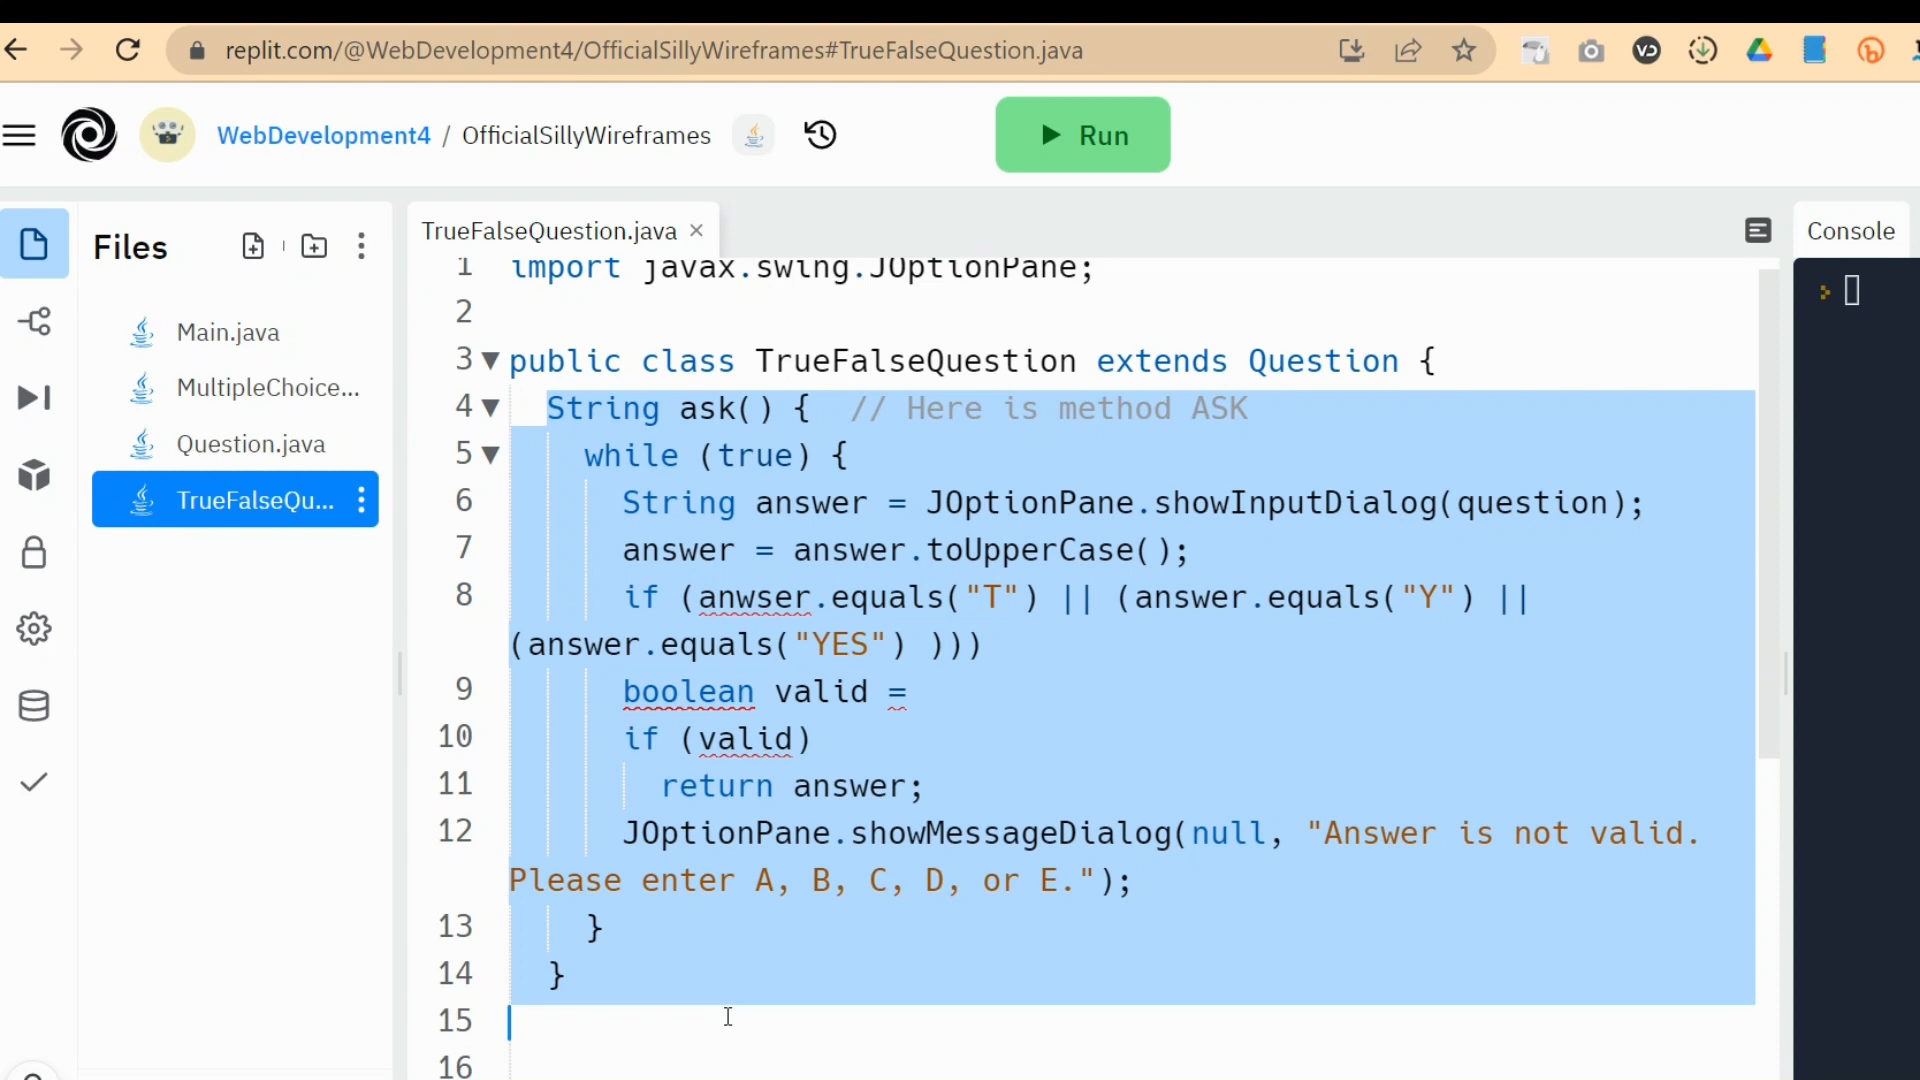 replit.com/@WebDevelopment4/OfficialSillyWireframes#TrueFalseQuestion.java
WebDevelopment4 / OfficialSillyWireframes
Run
Files
Main.java
MultipleChoice...
Question.java
TrueFalseQu...
TrueFalseQuestion.java
Console
1 import javax.swing.JOptionPane;
2
3 public class TrueFalseQuestion extends Question {
4 String ask() { // Here is method ASK
5 while (true) {
6 String answer = JOptionPane.showInputDialog(question);
7 answer = answer.toUpperCase();
8 if (anwser.equals("T") || (answer.equals("Y") ||
(answer.equals("YES") )))
9 boolean valid =
10 if (valid)
11 return answer;
12 JOptionPane.showMessageDialog(null, "Answer is not valid.
Please enter A, B, C, D, or E.");
13 }
14 }
15
16